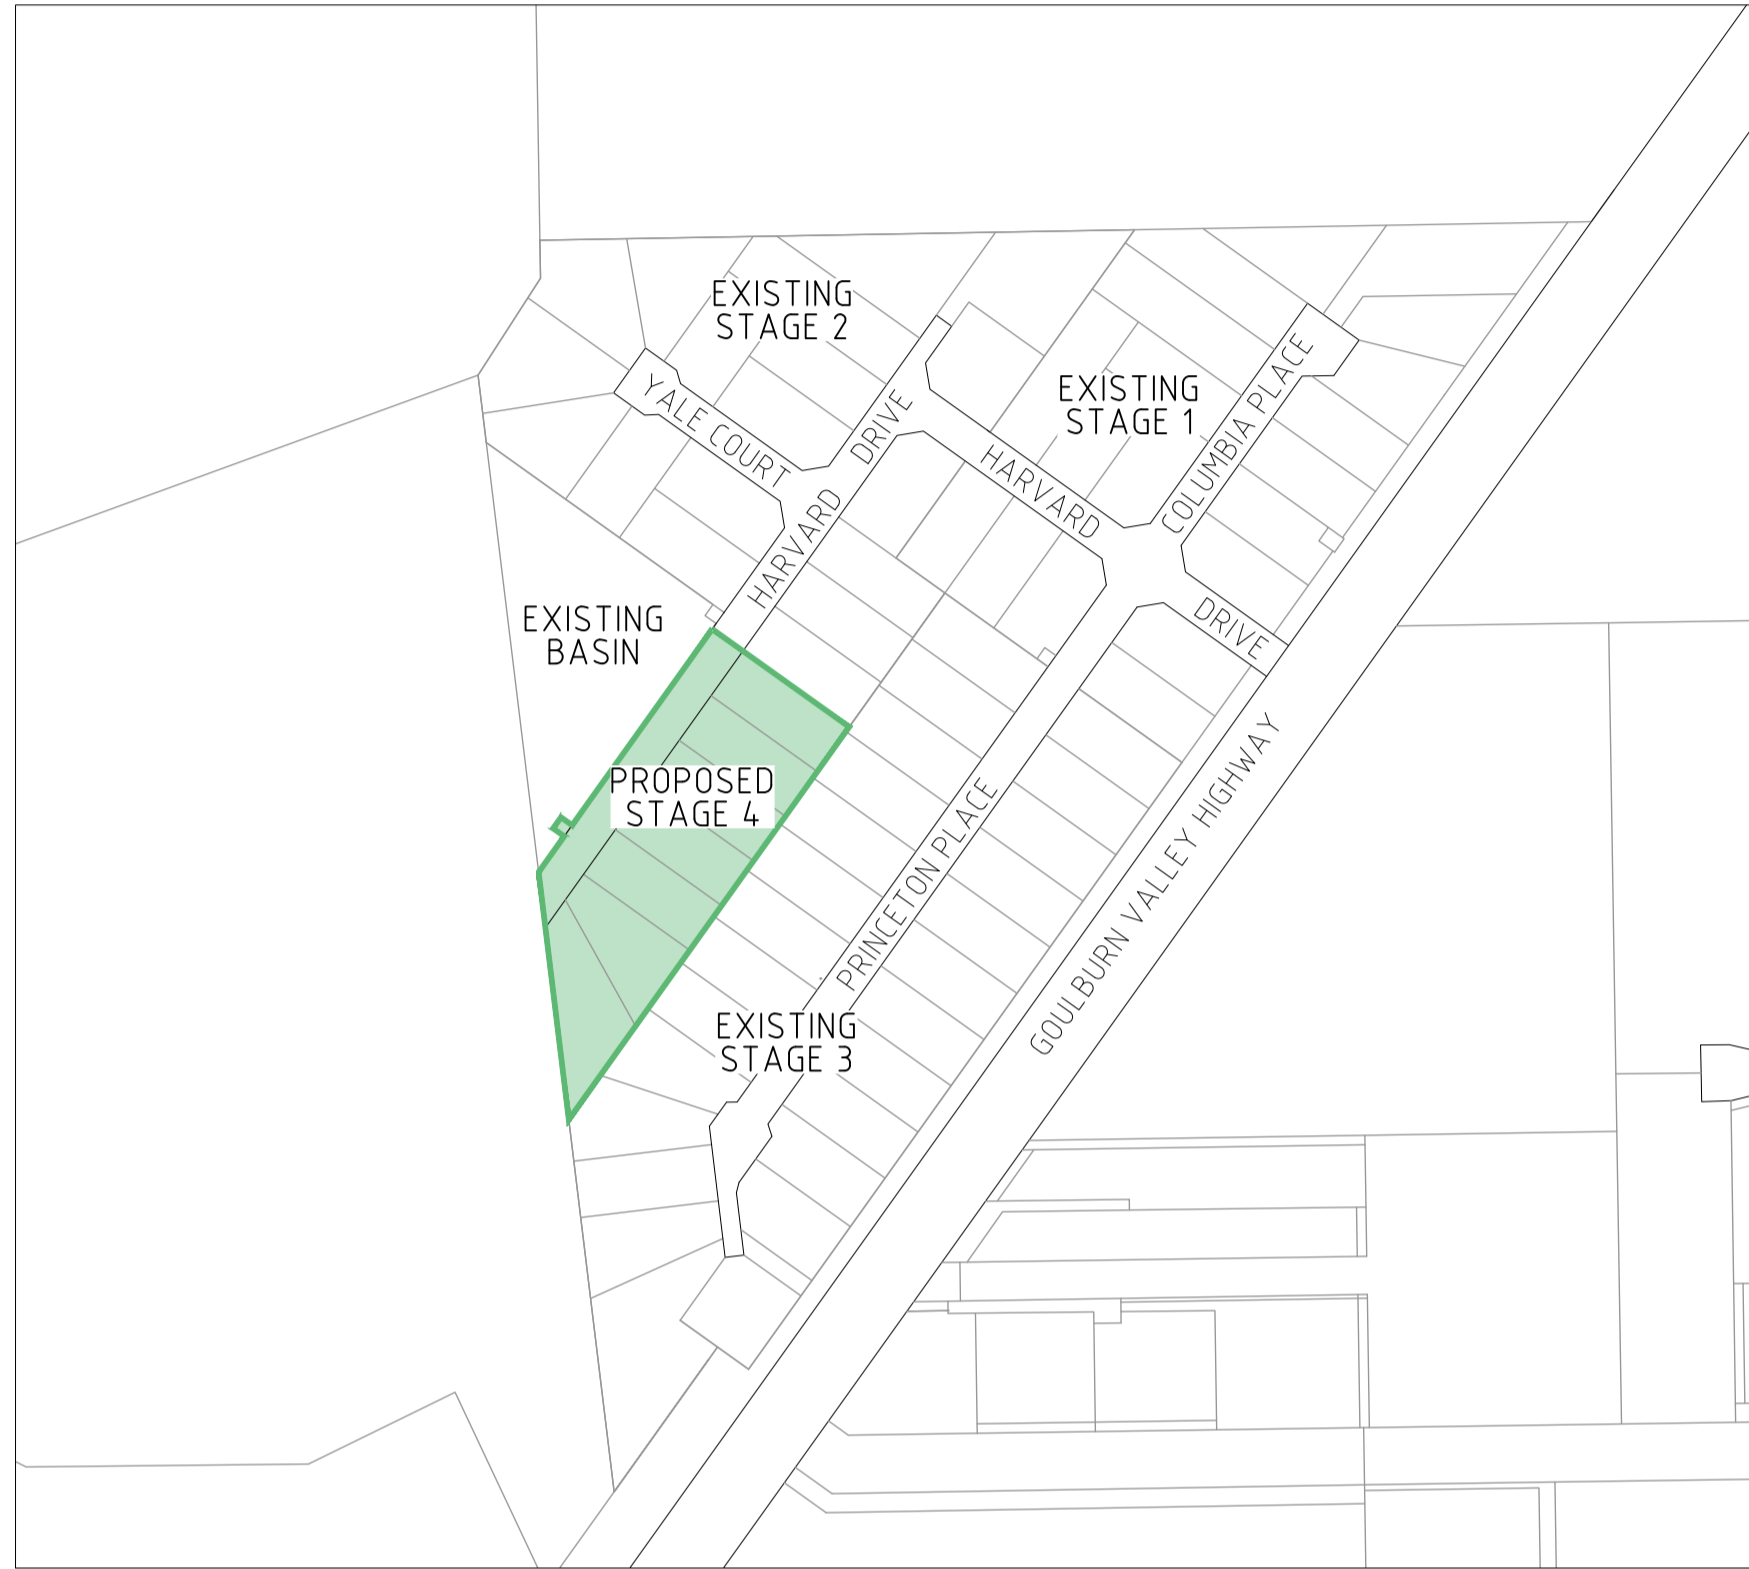 EXISTING
STAGE 2
EXISTING
STAGE 1
YALE COURT
HARVARD
DRIVE
HARVARD
DRIVE
COLUMBIA PLACE
EXISTING
BASIN
PROPOSED
STAGE 4
PRINCETON PLACE
GOULBURN VALLEY HIGHWAY
EXISTING
STAGE 3